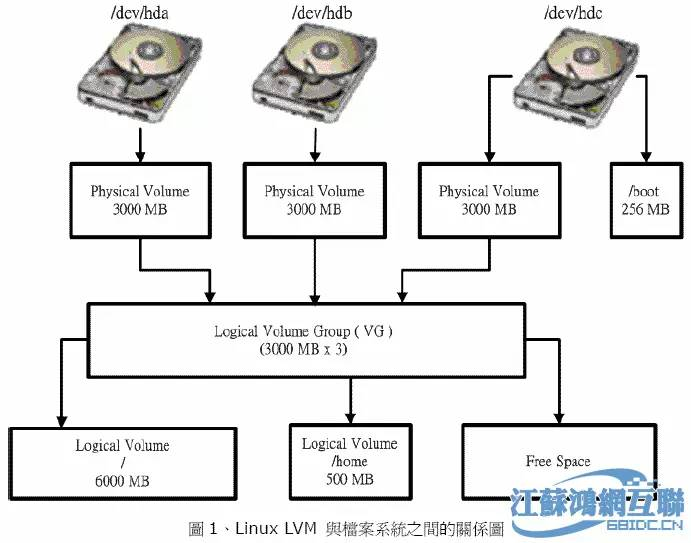 /dev/hda
/dev/hdb
/dev/hdc
Physical Volume
3000 MB
Physical Volume
3000 MB
Physical Volume
3000 MB
/boot
256 MB
Logical Volume Group ( VG )
(3000 MB x 3)
Logical Volume
/
6000 MB
Logical Volume
/home
500 MB
Free Space
江蘇鴻網互聯
68IDC.CN
圖 1、Linux LVM 與檔案系統之間的關係圖